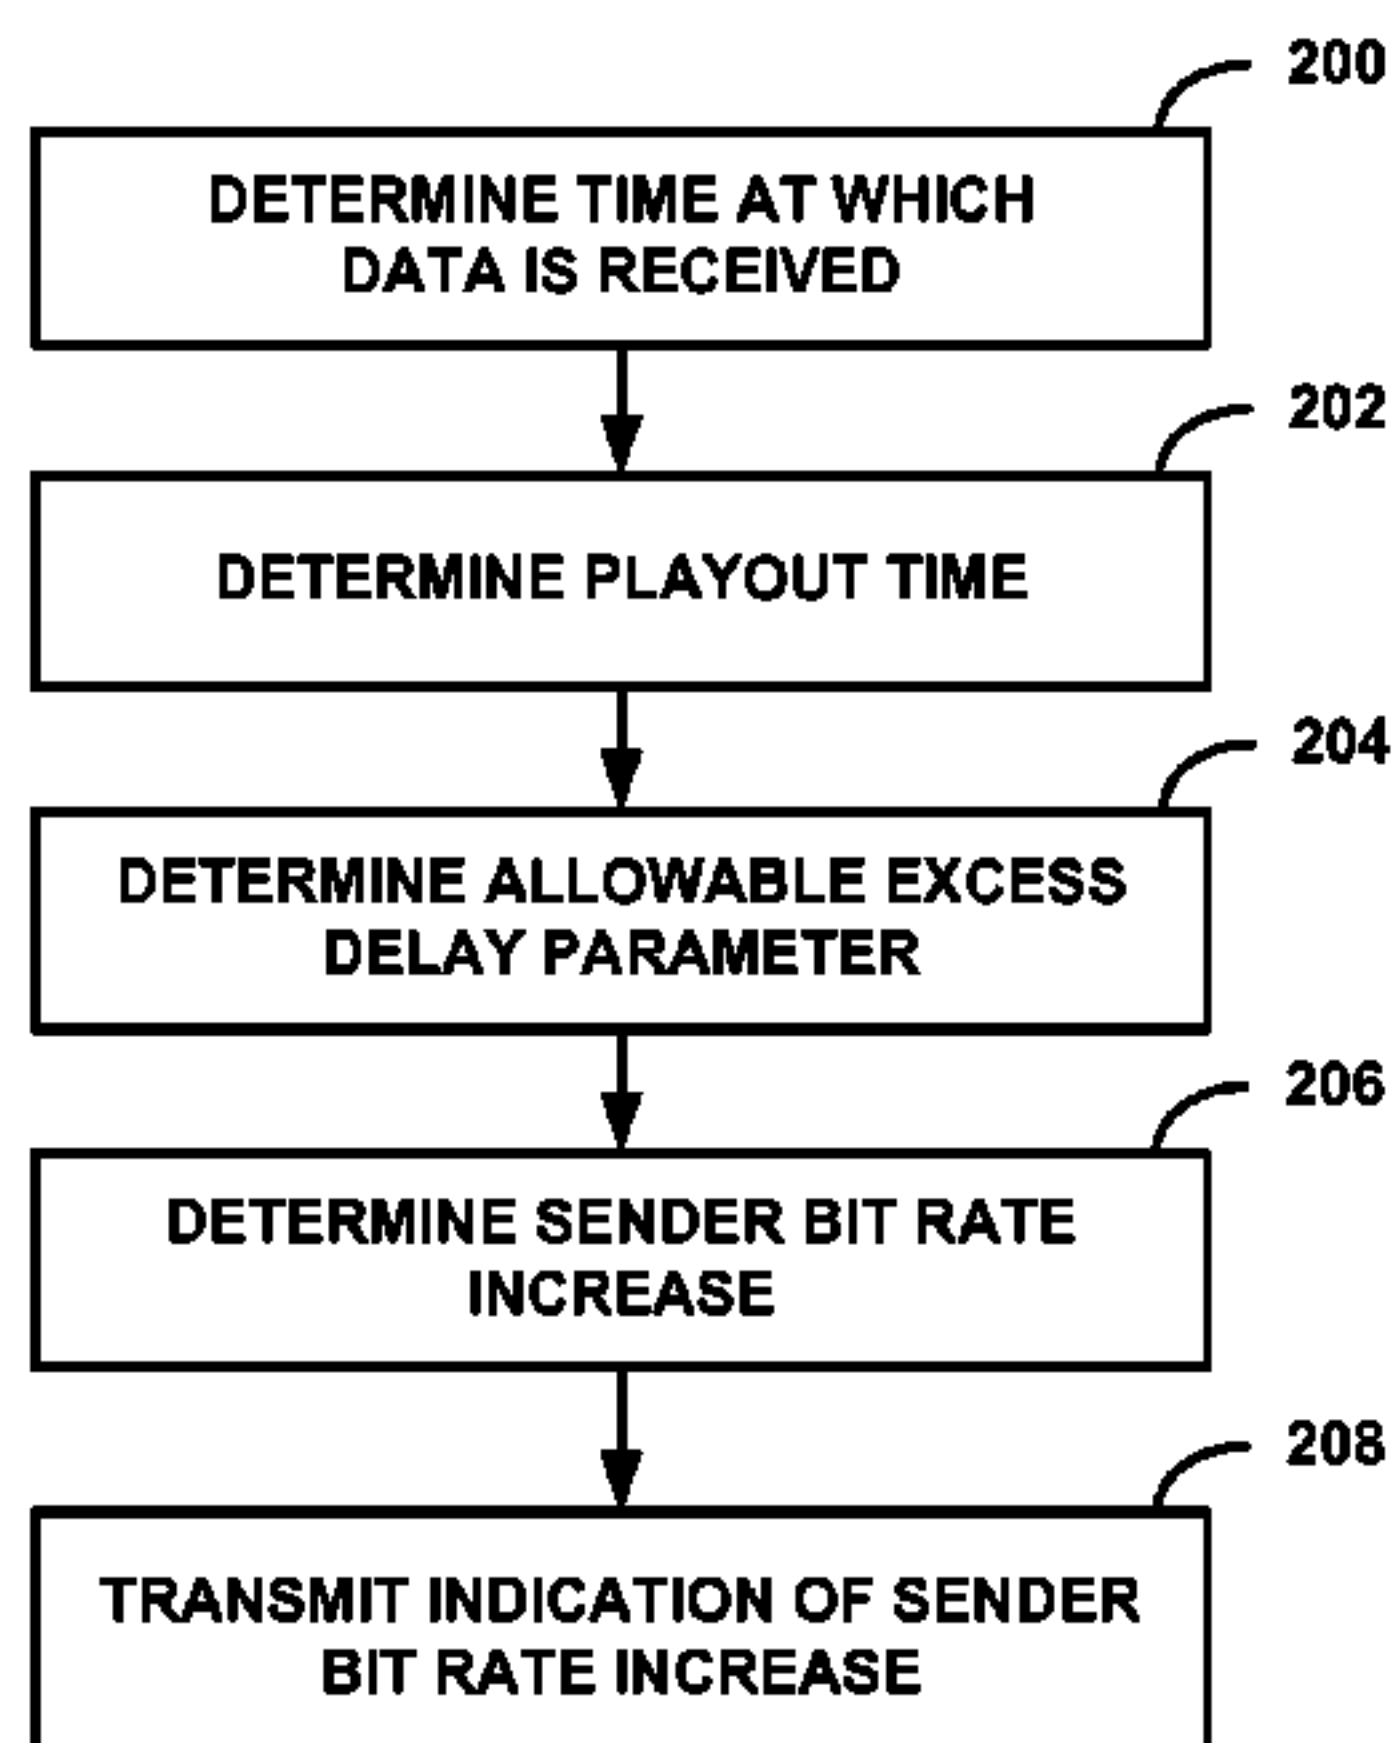 200
DETERMINE TIME AT WHICH
DATA IS RECEIVED
202
DETERMINE PLAYOUT TIME
204
DETERMINE ALLOWABLE EXCESS
DELAY PARAMETER
206
DETERMINE SENDER BIT RATE
INCREASE
208
TRANSMIT INDICATION OF SENDER
BIT RATE INCREASE